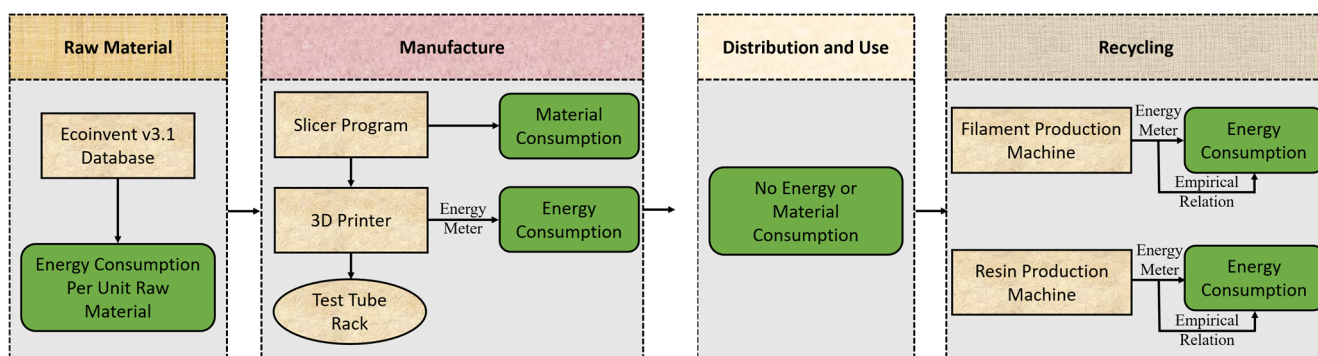 Raw Material
Ecoinvent v3.1
Database
Energy Consumption
Per Unit Raw
Material
Manufacture
Slicer Program
Material
Consumption
3D Printer
Energy
Meter
Energy
Consumption
Test Tube
Rack
Distribution and Use
No Energy or
Material
Consumption
Recycling
Filament Production
Machine
Energy
Meter
Energy
Consumption
Empirical
Relation
Resin Production
Machine
Energy
Meter
Energy
Consumption
Empirical
Relation